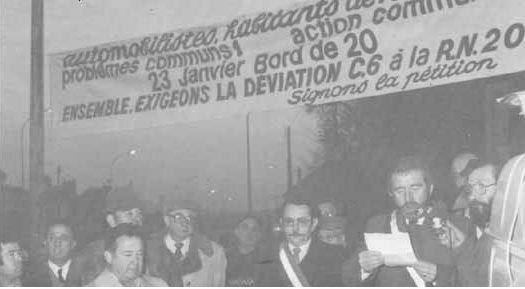 automobilistes, habitants de
problèmes communs! action commu
23 janvier Bord de 20
ENSEMBLE, EXIGEONS LA DÉVIATION C.6 à la R.N.20
Signons la pétition